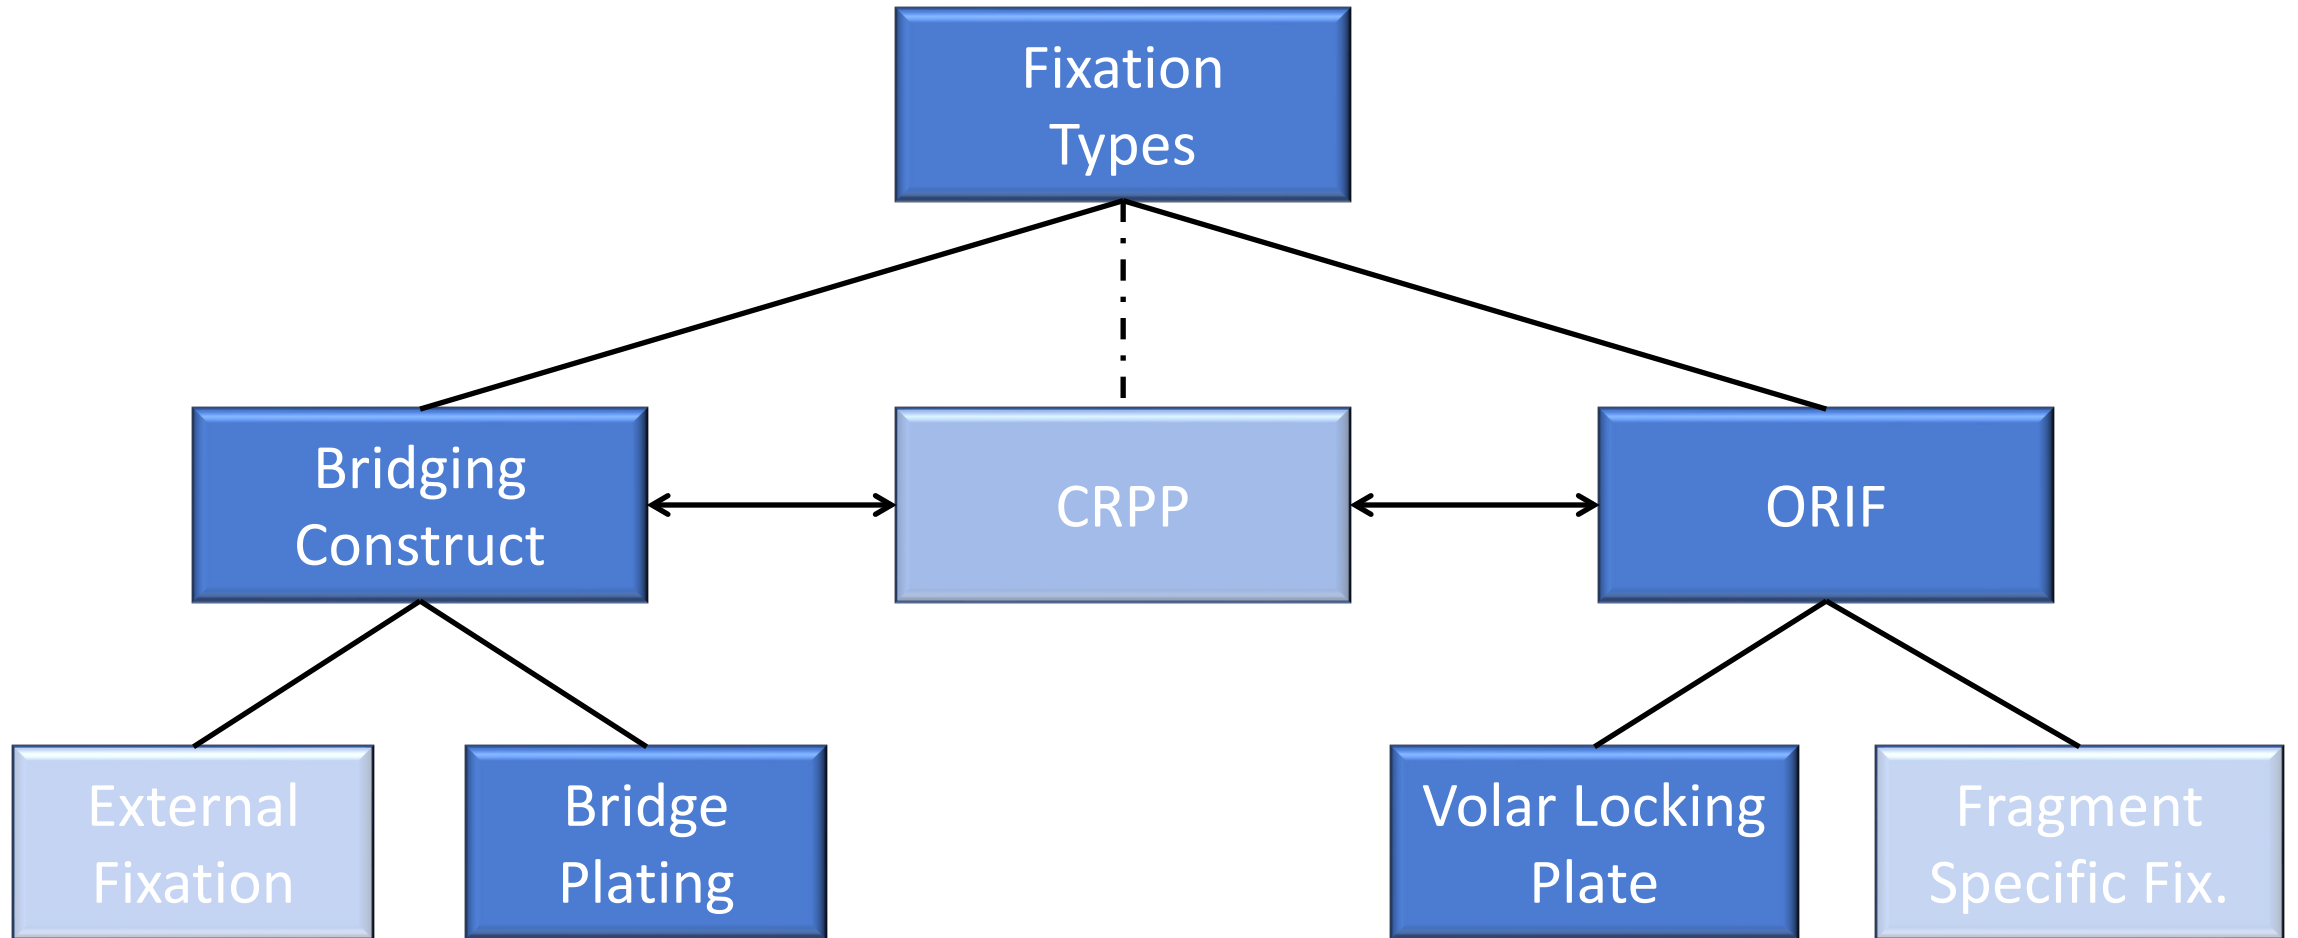 Fixation
Types
Bridging
Construct
CRPP
ORIF
External
Fixation
Bridge
Plating
Volar Locking
Plate
Fragment
Specific Fix.